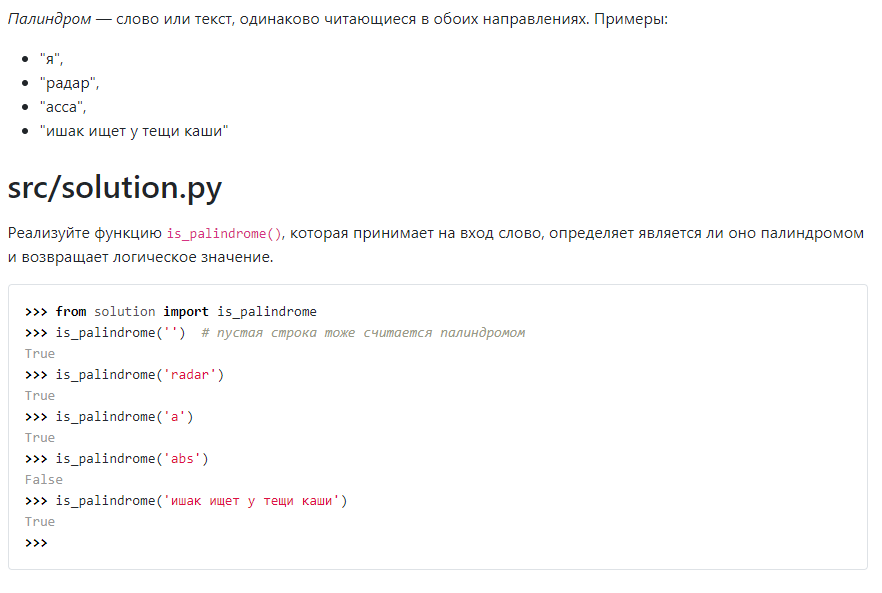 Палиндром — слово или текст, одинаково читающиеся в обоих направлениях. Примеры:
"я",
"радар",
"асса",
"ишак ищет у тещи каши"
src/solution.py
Реализуйте функцию is_palindrome(), которая принимает на вход слово, определяет является ли оно палиндромом
и возвращает логическое значение.
>>> from solution import is_palindrome
>>> is_palindrome('')  # пустая строка тоже считается палиндромом
True
>>> is_palindrome('radar')
True
>>> is_palindrome('a')
True
>>> is_palindrome('abs')
False
>>> is_palindrome('ишак ищет у тещи каши')
True
>>>